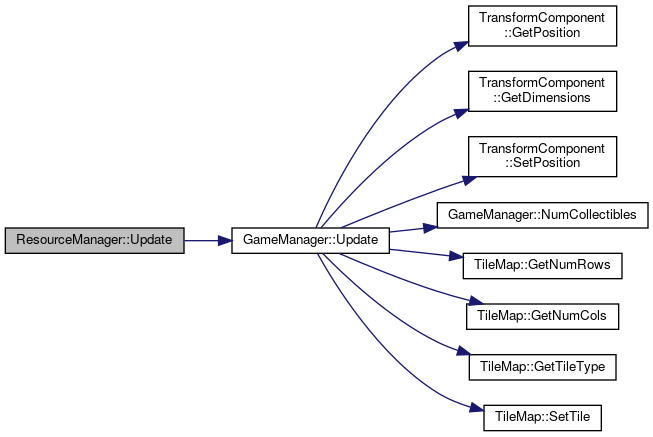 TransformComponent
::GetPosition
TransformComponent
::GetDimensions
TransformComponent
::SetPosition
GameManager::NumCollectibles
ResourceManager::Update
GameManager::Update
TileMap::GetNumRows
TileMap::GetNumCols
TileMap::GetTileType
TileMap::SetTile